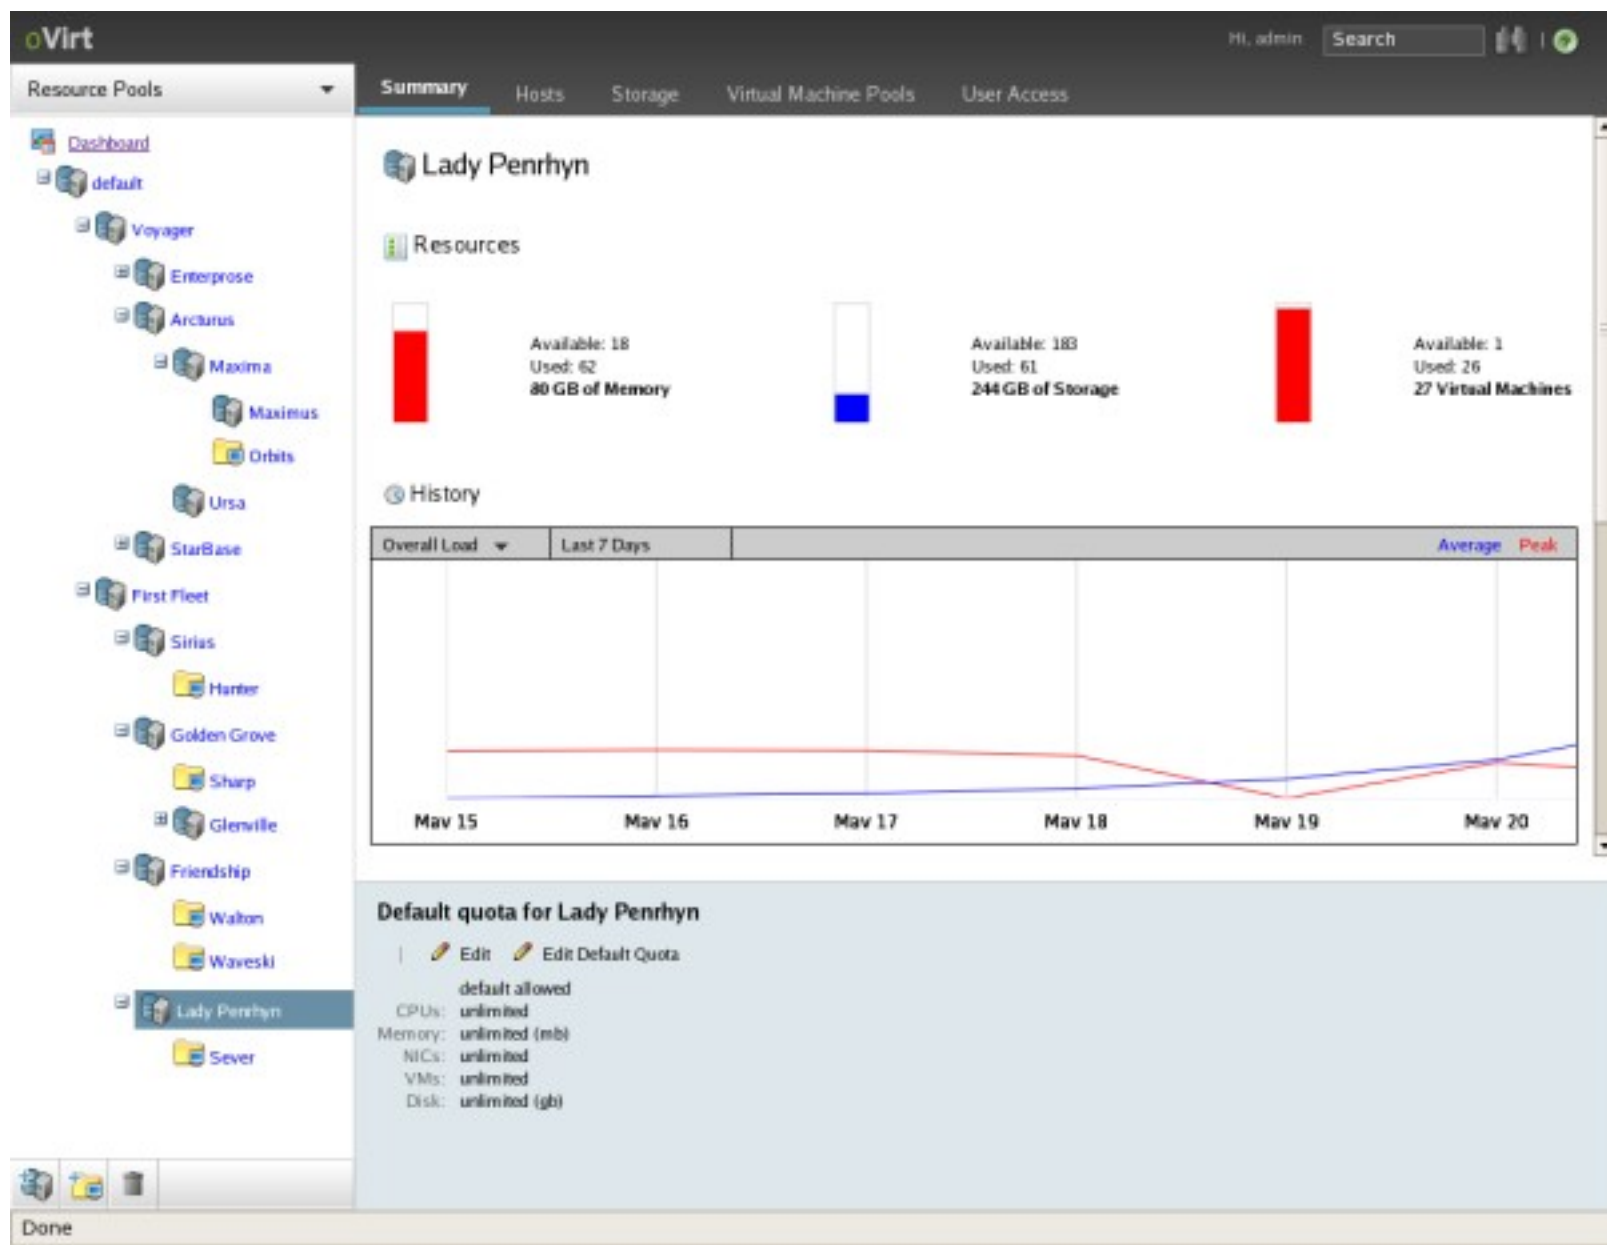 oVirt
Hi, admin
Search
Resource Pools
Summary
Hosts
Storage
Virtual Machine Pools
User Access
Dashboard
default
Voyager
Enterprose
Arcturus
Maxima
Maximus
Orbits
Ursa
StarBase
First Fleet
Sirius
Hunter
Golden Grove
Sharp
Glenville
Friendship
Walton
Waveski
Lady Penrhyn
Sever
Lady Penrhyn
Resources
Available: 18
Used: 62
80 GB of Memory
Available: 183
Used: 61
244 GB of Storage
Available: 1
Used: 26
27 Virtual Machines
History
Overall Load
Last 7 Days
Average
Peak
May 15
May 16
May 17
May 18
May 19
May 20
Default quota for Lady Penrhyn
Edit
Edit Default Quota
default allowed
CPUs: unlimited
Memory: unlimited (mb)
NICs: unlimited
VMs: unlimited
Disk: unlimited (gb)
Done